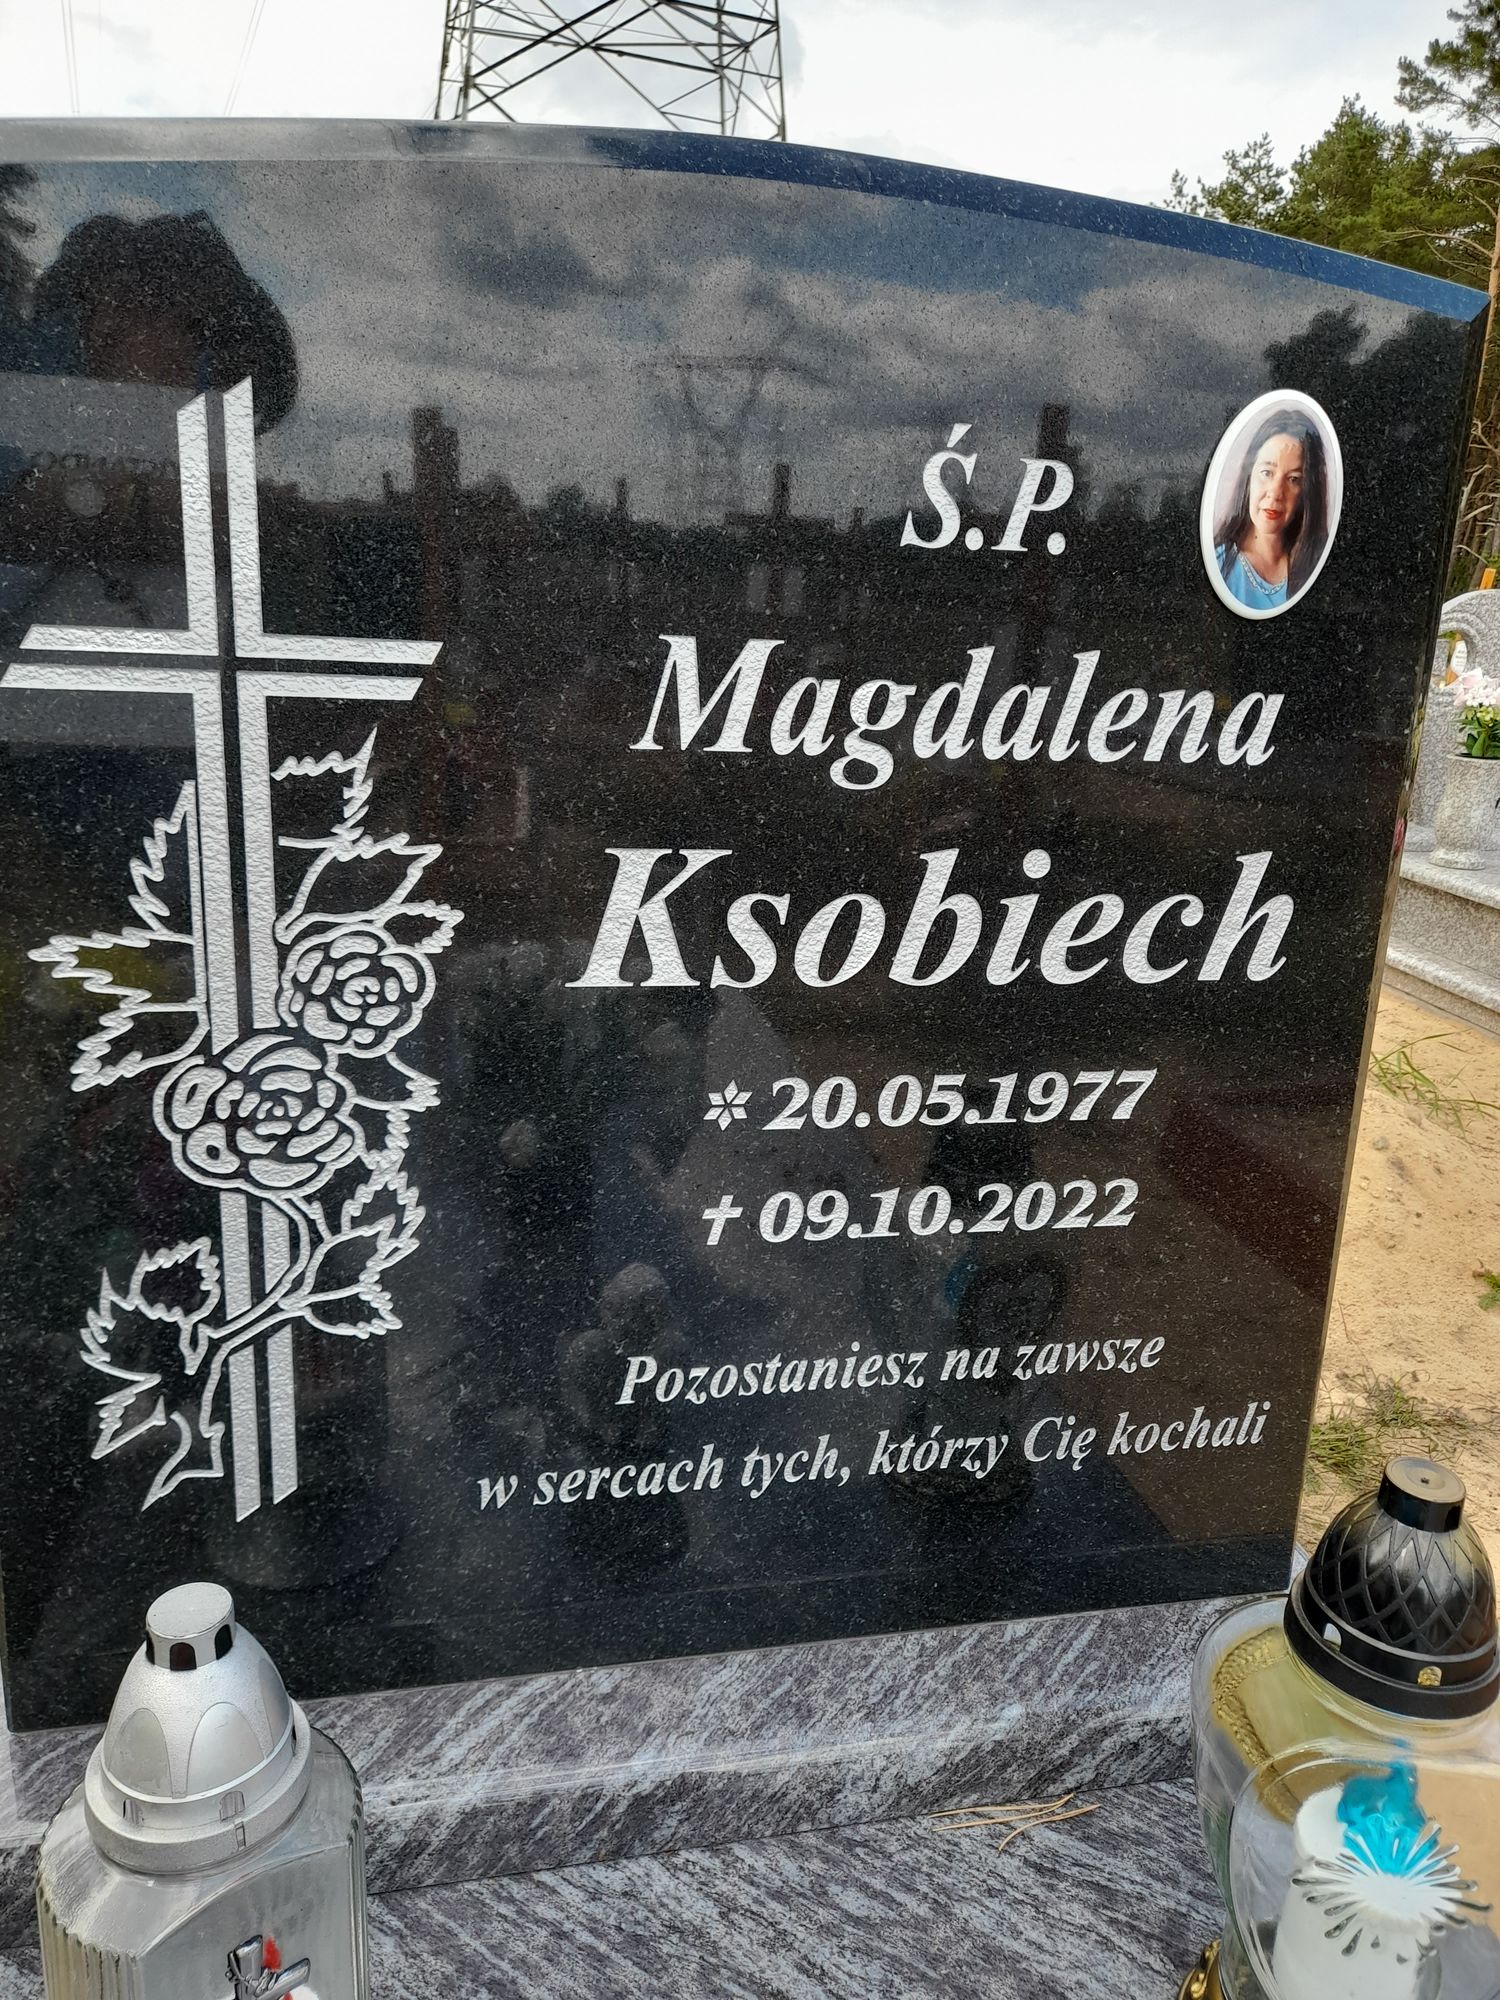 Ś.P.
Magdalena
Ksobiech
✲ 20.05.1977
✝ 09.10.2022
Pozostaniesz na zawsze
w sercach tych, którzy Cię kochali